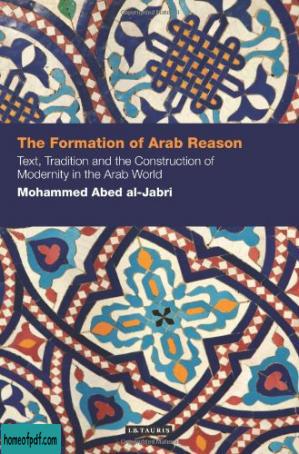 The Formation of Arab Reason
Text, Tradition and the Construction of
Modernity in the Arab World
Mohammed Abed al-Jabri
I.B.TAURIS
homeofpdf.com